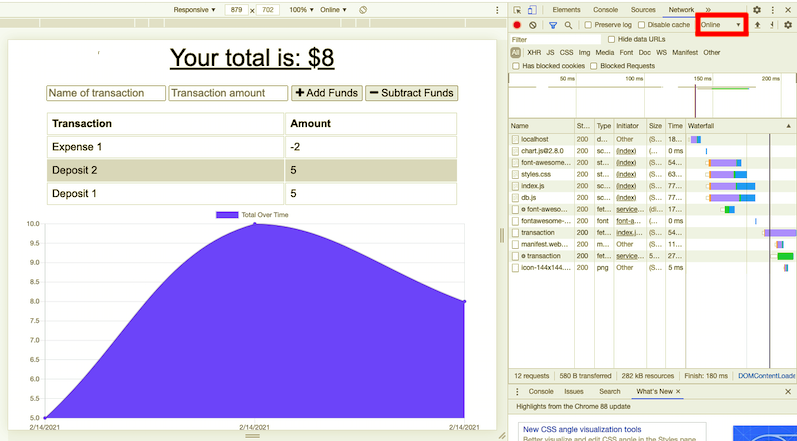 Responsive ▾ 879 × 702 100% ▾ Online ▾
Elements Console Sources Network »
Preserve log Disable cache Online ▾
Filter Hide data URLs
All XHR JS CSS Img Media Font Doc WS Manifest Other
Has blocked cookies Blocked Requests
50 ms 100 ms 150 ms 200 ms
Name St... Type Initiator Size Time Waterfall
localhost 200 d... Other (S... 18...
chart.js@2.8.0 200 sc... (index) (... 0 ms
font-awesome... 200 st... (index) (S... 54...
styles.css 200 st... (index) (S... 63...
index.js 200 sc... (index) (S... 77...
db.js 200 sc... (index) (S... 77...
font-aweso... 200 fet... service... (di... 17...
fontawesome-... 200 font font-a... (... 0 ms
transaction 200 fet... index.j... (S... 54...
manifest.web... 200 m... Other (S... 11...
transaction 200 fet... service... 5... 27...
icon-144x144.... 200 png Other (S... 5 ms
12 requests 580 B transferred 282 kB resources Finish: 180 ms DOMContentLoade
Console Issues Search What's New ×
Highlights from the Chrome 88 update
New CSS angle visualization tools
Better visualize and edit CSS angle in the Styles pane
Your total is: $8
Name of transaction Transaction amount + Add Funds − Subtract Funds
Transaction Amount
Expense 1 -2
Deposit 2 5
Deposit 1 5
Total Over Time
10.0
9.5
9.0
8.5
8.0
7.5
7.0
6.5
6.0
5.5
5.0
2/14/2021 2/14/2021 2/14/2021